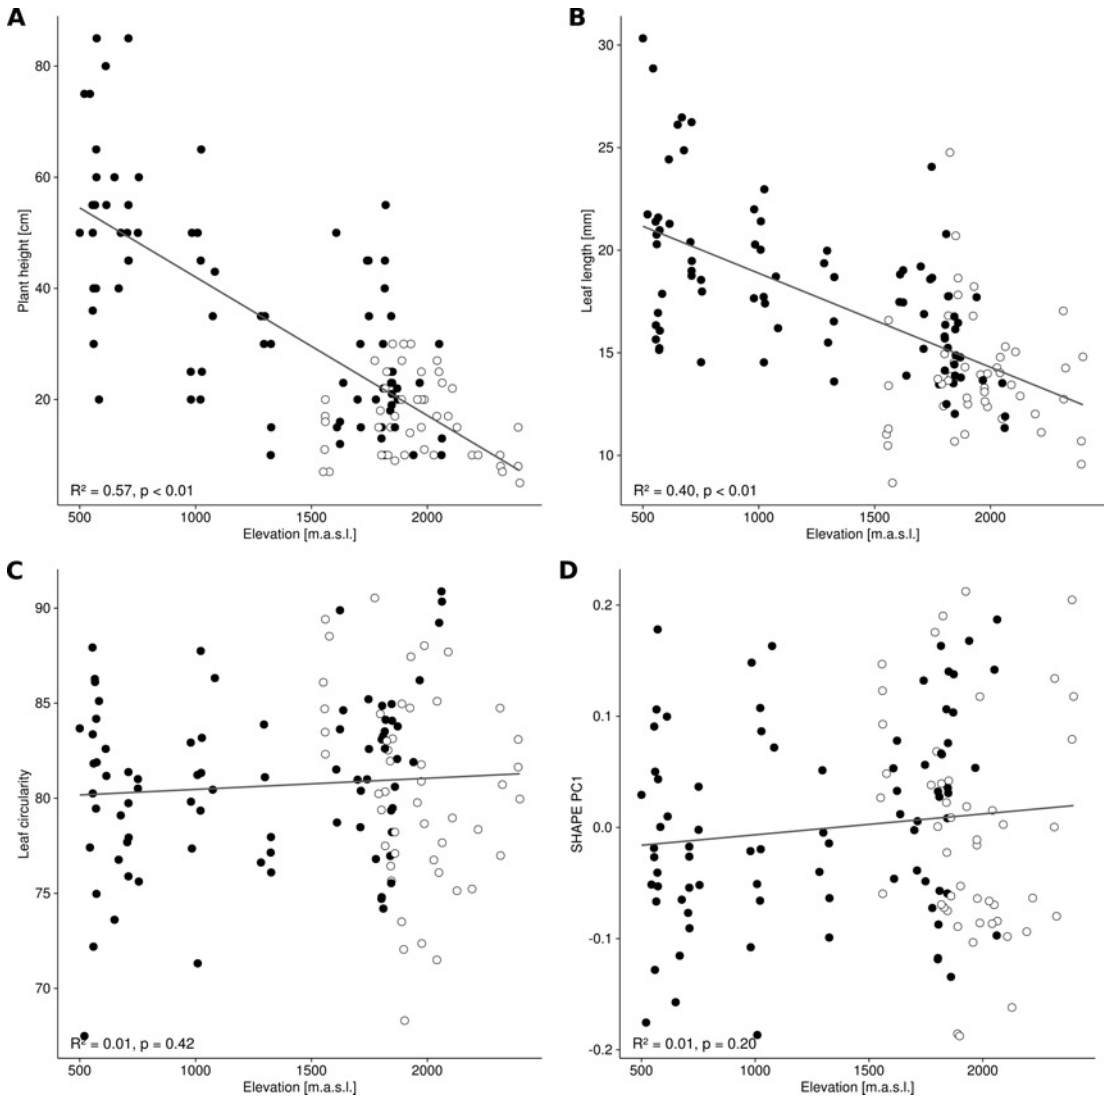 A
Plant height [cm]
80
60
40
20
R² = 0.57, p < 0.01
500 1000 1500 2000
Elevation [m.a.s.l.]
B
Leaf length [mm]
30
25
20
15
10
R² = 0.40, p < 0.01
500 1000 1500 2000
Elevation [m.a.s.l.]
C
Leaf circularity
90
85
80
75
70
R² = 0.01, p = 0.42
500 1000 1500 2000
Elevation [m.a.s.l.]
D
SHAPE PC1
0.2
0.1
0.0
-0.1
-0.2
R² = 0.01, p = 0.20
500 1000 1500 2000
Elevation [m.a.s.l.]